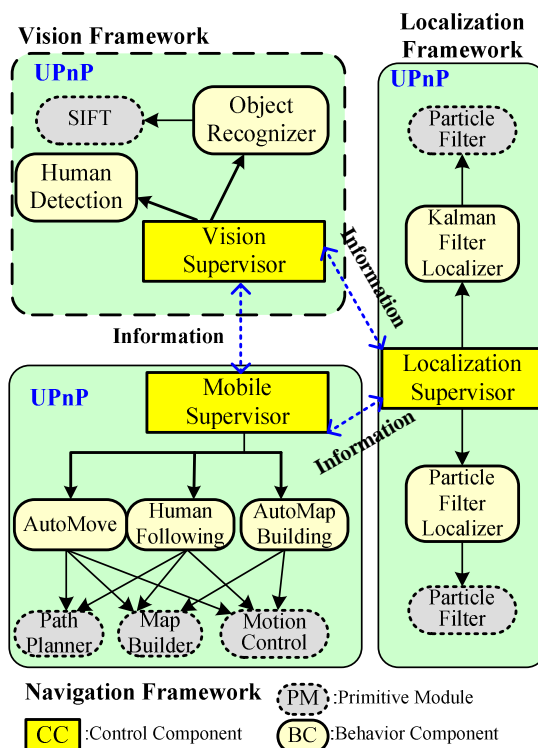 Vision Framework
UPnP
SIFT
Object
Recognizer
Human
Detection
Vision
Supervisor
Information
Localization
Framework
UPnP
Particle
Filter
Kalman
Filter
Localizer
Information
Localization
Supervisor
Information
Particle
Filter
Localizer
Particle
Filter
UPnP
Mobile
Supervisor
AutoMove
Human
Following
AutoMap
Building
Path
Planner
Map
Builder
Motion
Control
Navigation Framework
PM :Primitive Module
CC :Control Component
BC :Behavior Component